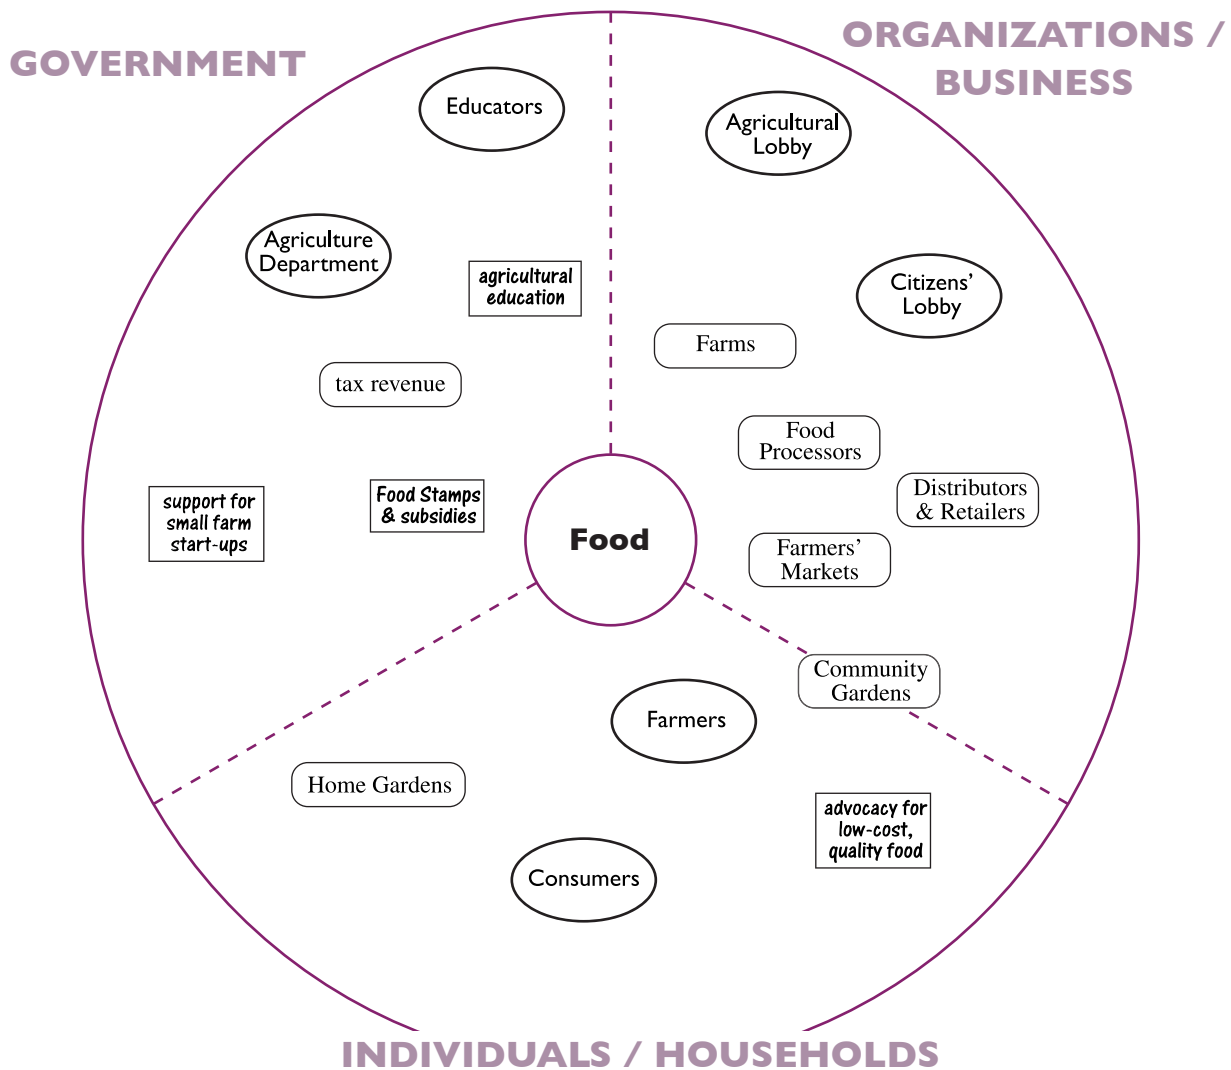 GOVERNMENT
ORGANIZATIONS /
BUSINESS
Educators
Agricultural
Lobby
Agriculture
Department
agricultural
education
Citizens’
Lobby
Farms
tax revenue
Food
Processors
Distributors
& Retailers
support for
small farm
start-ups
Food Stamps
& subsidies
Food
Farmers’
Markets
Community
Gardens
Farmers
Home Gardens
advocacy for
low-cost,
quality food
Consumers
INDIVIDUALS / HOUSEHOLDS